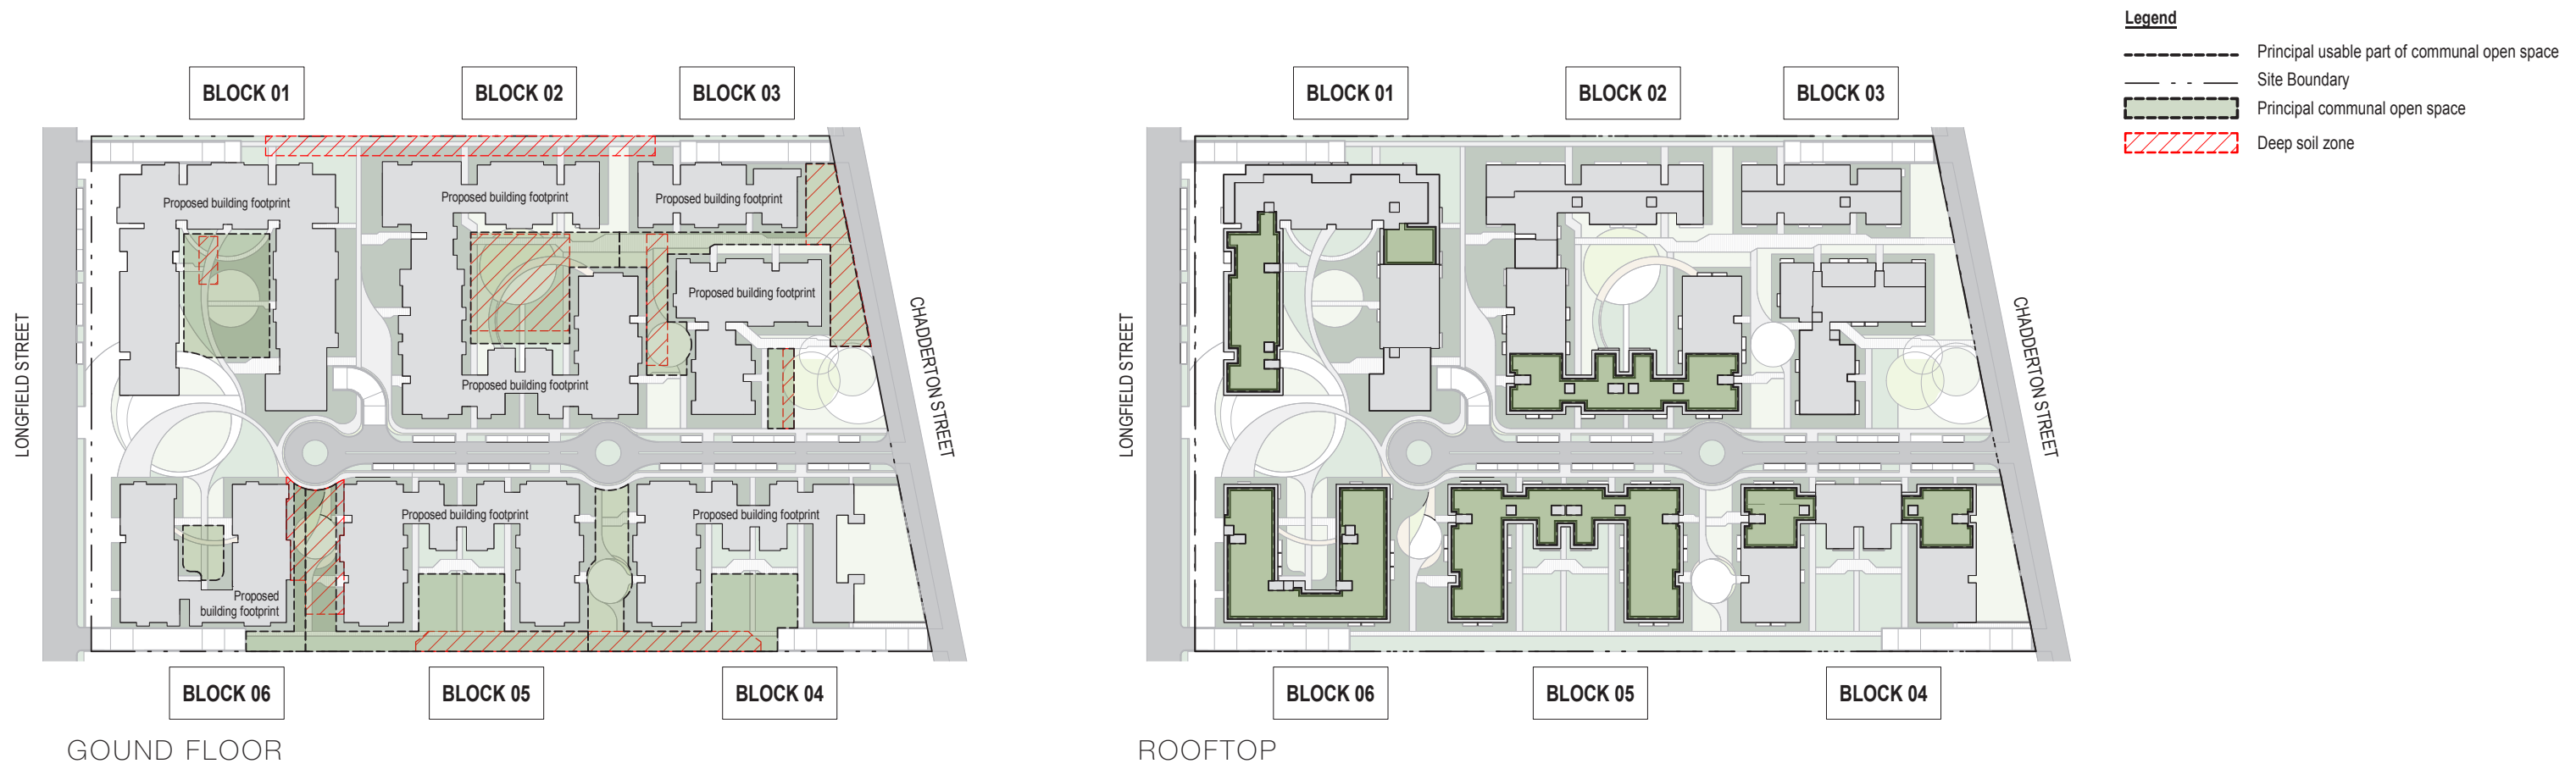 Legend
Principal usable part of communal open space
Site Boundary
Principal communal open space
Deep soil zone
BLOCK 01
BLOCK 02
BLOCK 03
Proposed building footprint
Proposed building footprint
Proposed building footprint
Proposed building footprint
Proposed building footprint
LONGFIELD STREET
CHADDERTON STREET
Proposed building footprint
Proposed building footprint
Proposed
building footprint
BLOCK 06
BLOCK 05
BLOCK 04
GOUND FLOOR
BLOCK 01
BLOCK 02
BLOCK 03
LONGFIELD STREET
CHADDERTON STREET
BLOCK 06
BLOCK 05
BLOCK 04
ROOFTOP